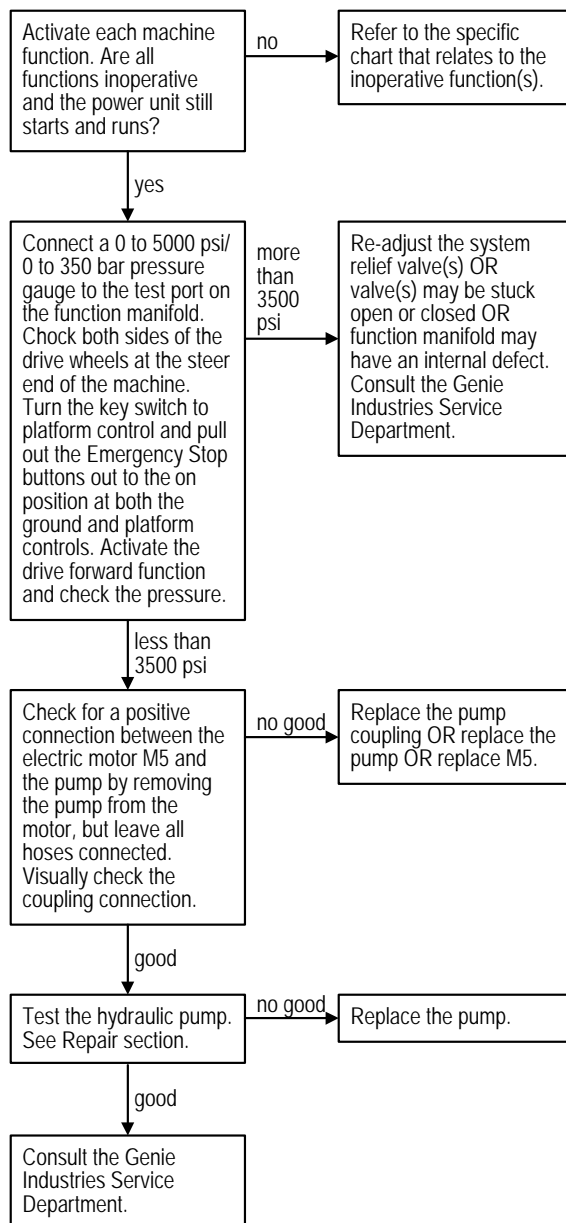 Activate each machine
function. Are all
functions inoperative
and the power unit still
starts and runs?
no
Refer to the specific
chart that relates to the
inoperative function(s).
yes
Connect a 0 to 5000 psi/
0 to 350 bar pressure
gauge to the test port on
the function manifold.
Chock both sides of the
drive wheels at the steer
end of the machine.
Turn the key switch to
platform control and pull
out the Emergency Stop
buttons out to the on
position at both the
ground and platform
controls. Activate the
drive forward function
and check the pressure.
more
than
3500
psi
Re-adjust the system
relief valve(s) OR
valve(s) may be stuck
open or closed OR
function manifold may
have an internal defect.
Consult the Genie
Industries Service
Department.
less than
3500 psi
Check for a positive
connection between the
electric motor M5 and
the pump by removing
the pump from the
motor, but leave all
hoses connected.
Visually check the
coupling connection.
no good
Replace the pump
coupling OR replace the
pump OR replace M5.
good
Test the hydraulic pump.
See Repair section.
no good
Replace the pump.
good
Consult the Genie
Industries Service
Department.